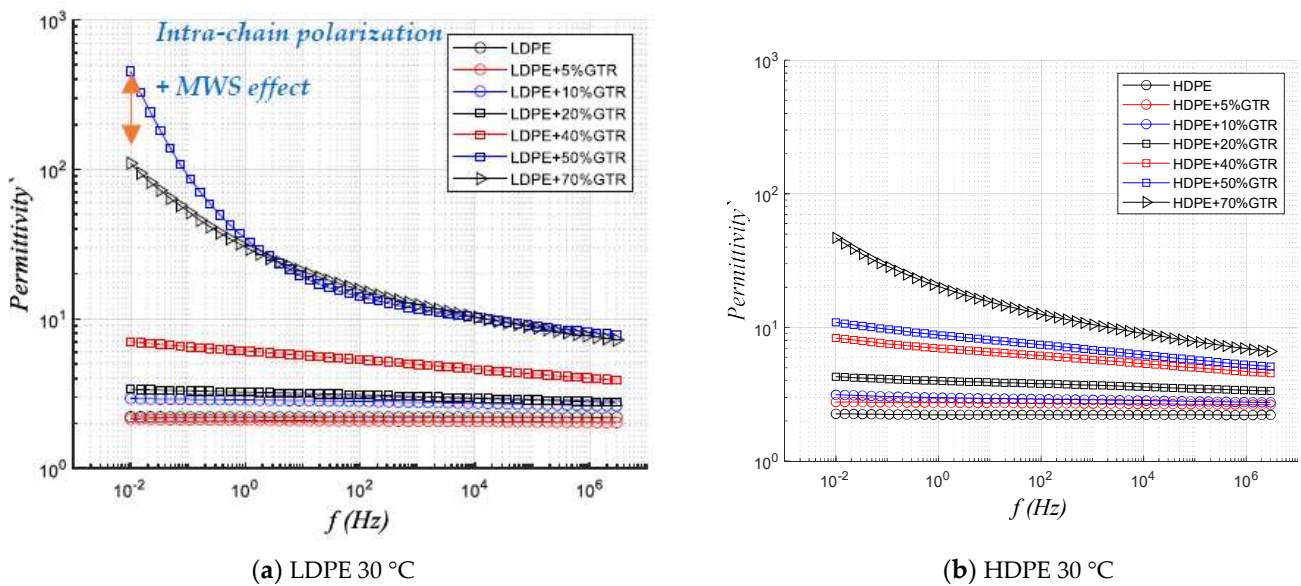 10³
Intra-chain polarization
+ MWS effect
LDPE
LDPE+5%GTR
LDPE+10%GTR
LDPE+20%GTR
LDPE+40%GTR
LDPE+50%GTR
LDPE+70%GTR
10²
10¹
10⁰
Permittivity`
10⁻² 10⁰ 10² 10⁴ 10⁶
f (Hz)
(a) LDPE 30 °C
10³
HDPE
HDPE+5%GTR
HDPE+10%GTR
HDPE+20%GTR
HDPE+40%GTR
HDPE+50%GTR
HDPE+70%GTR
10²
10¹
10⁰
Permittivity`
10⁻² 10⁰ 10² 10⁴ 10⁶
f (Hz)
(b) HDPE 30 °C